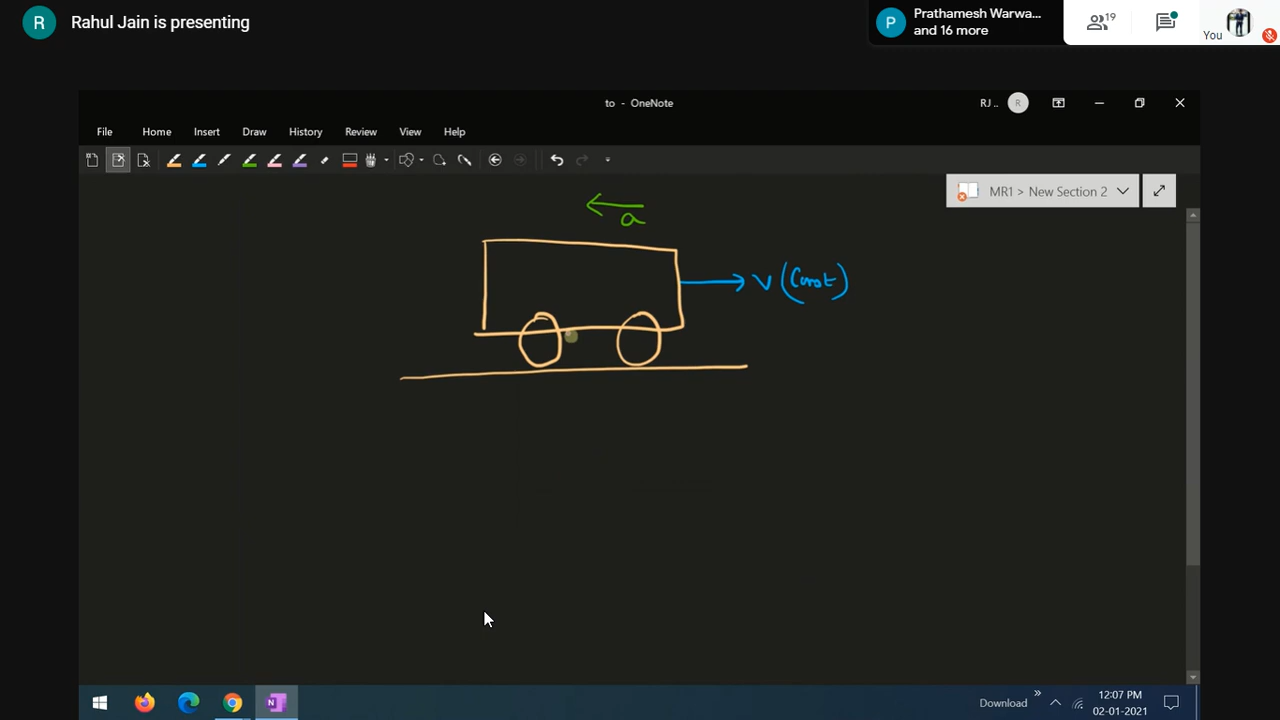 R Rahul Jain is presenting
P Prathamesh Warwa...
and 16 more
19
You
to - OneNote
RJ ..
R
File Home Insert Draw History Review View Help
MR1 > New Section 2
a
V (Const)
Download »
12:07 PM
02-01-2021
N